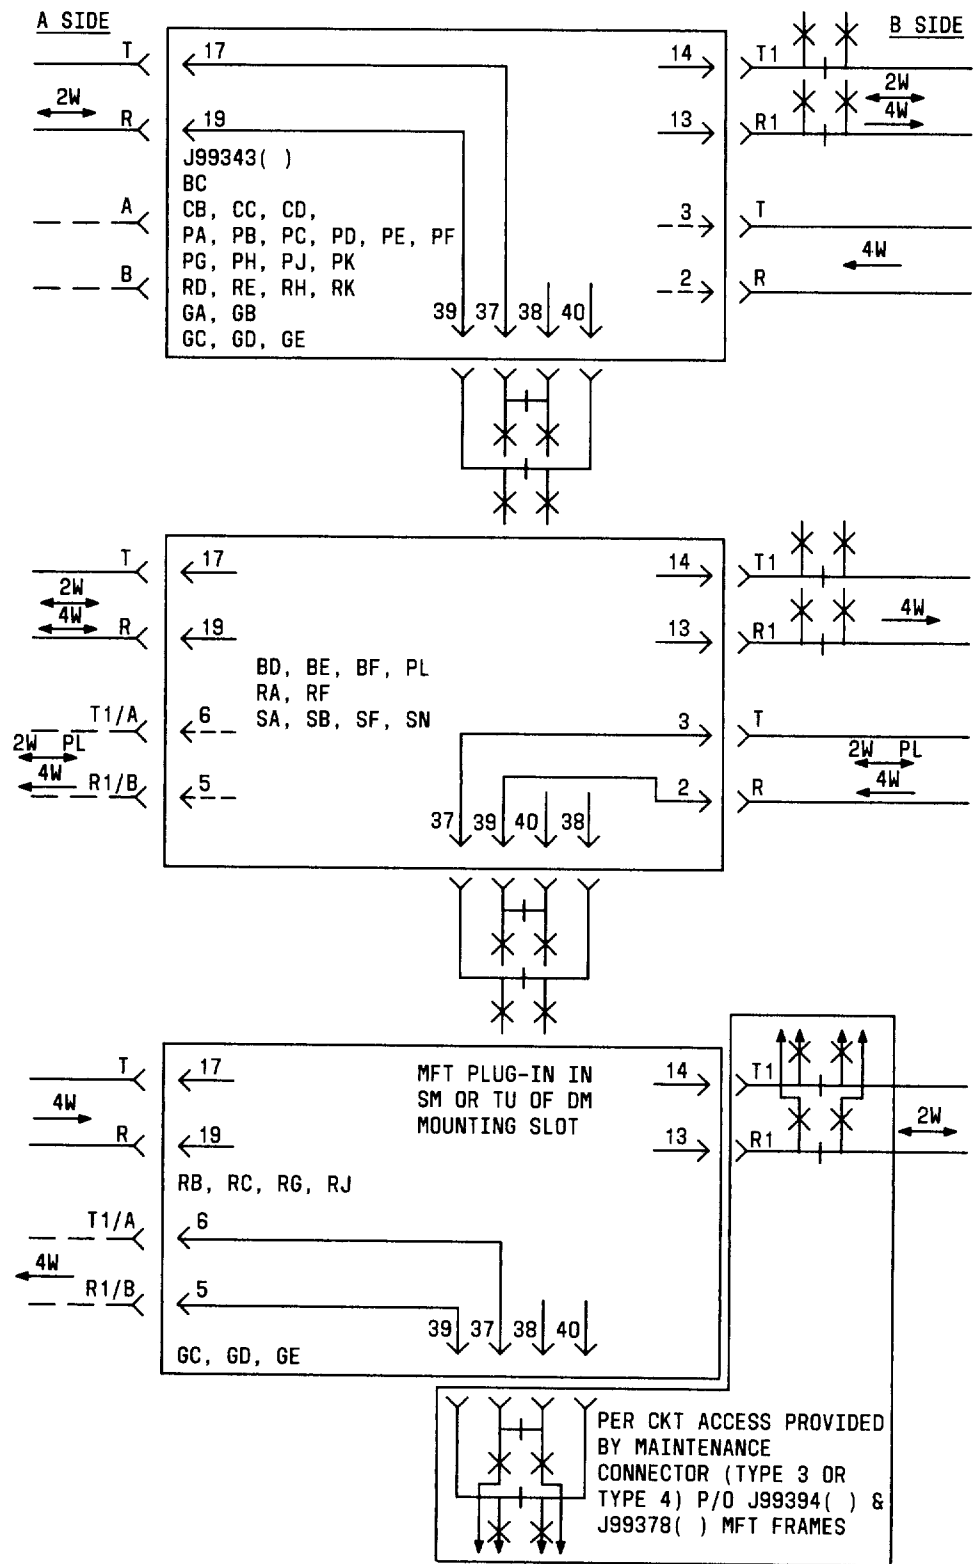 A SIDE
B SIDE
T 17 14 T1
2W 2W
4W
R 19 13 R1
J99343( )
BC
CB, CC, CD,
A 3 T
PA, PB, PC, PD, PE, PF
4W
PG, PH, PJ, PK
B 2 R
RD, RE, RH, RK
GA, GB
39 37 38 40
GC, GD, GE
T 17 14 T1
2W
4W 4W
R 19 13 R1
BD, BE, BF, PL
RA, RF
SA, SB, SF, SN
T1/A 6 3 T
2W PL 2W PL
4W 4W
R1/B 5 2 R
37 39 40 38
T 17 14 T1
MFT PLUG-IN IN
SM OR TU OF DM
MOUNTING SLOT
4W 2W
R 19 13 R1
RB, RC, RG, RJ
T1/A 6
4W
R1/B 5
39 37 38 40
GC, GD, GE
PER CKT ACCESS PROVIDED
BY MAINTENANCE
CONNECTOR (TYPE 3 OR
TYPE 4) P/O J99394( ) &
J99378( ) MFT FRAMES